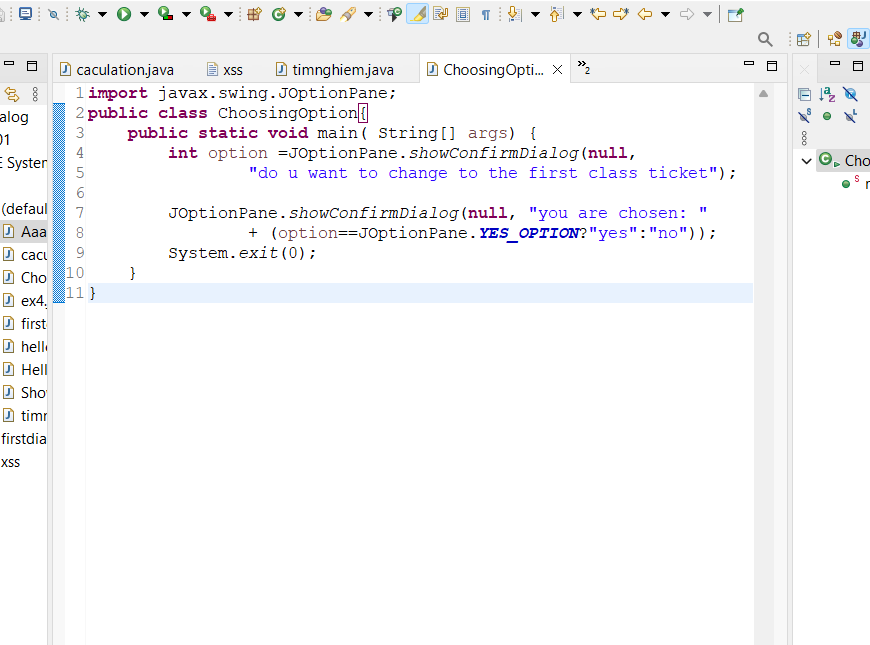 caculation.java
xss
timnghiem.java
ChoosingOpti...
»2
alog
01
E System
(defaul
Aaa
cacu
Cho
ex4.
first
hell
Hell
Sho
timn
firstdia
xss
1 import javax.swing.JOptionPane;
2 public class ChoosingOption{
3 public static void main( String[] args) {
4 int option =JOptionPane.showConfirmDialog(null,
5 "do u want to change to the first class ticket");
6
7 JOptionPane.showConfirmDialog(null, "you are chosen: "
8 + (option==JOptionPane.YES_OPTION?"yes":"no"));
9 System.exit(0);
10 }
11 }
Cho